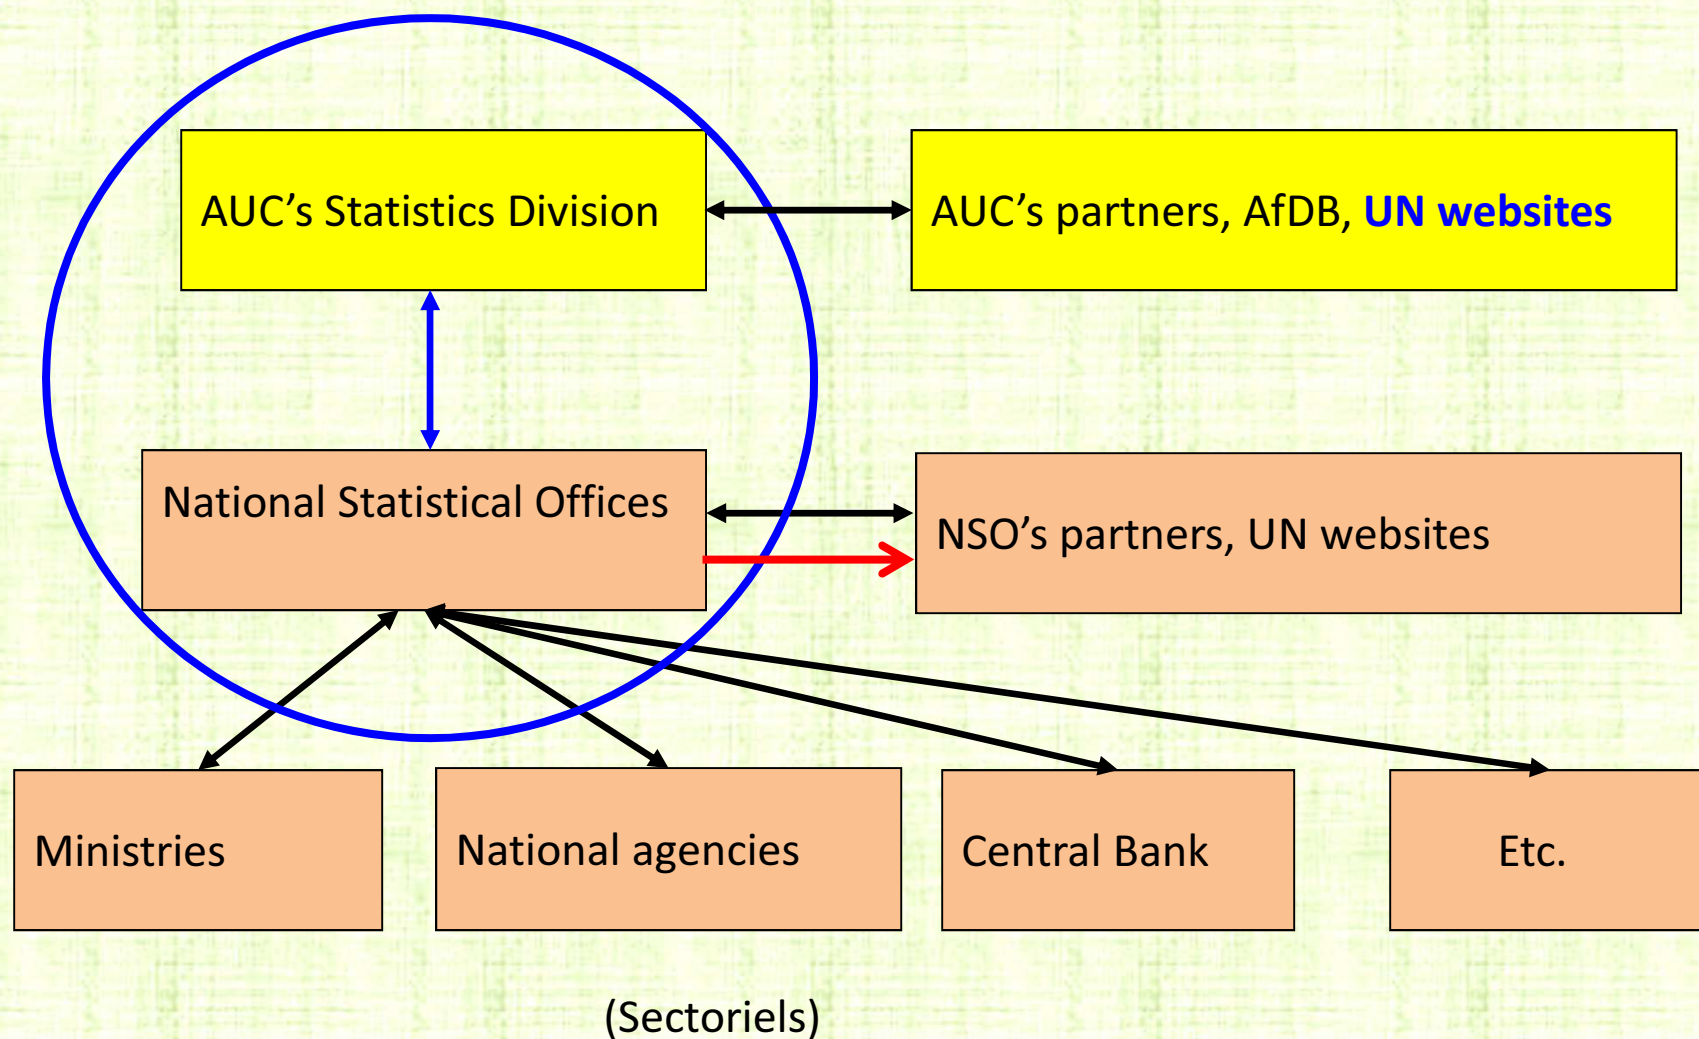 AUC’s Statistics Division
AUC’s partners, AfDB, UN websites
National Statistical Offices
NSO’s partners, UN websites
Ministries
National agencies
Central Bank
Etc.
(Sectoriels)